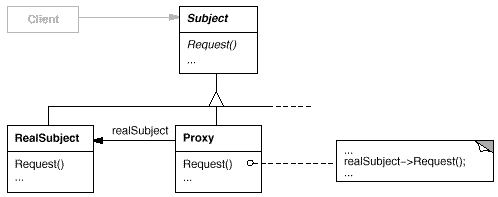 Client
Subject
Request()
...
realSubject
RealSubject
Request()
...
Proxy
Request()
...
...
realSubject->Request();
...